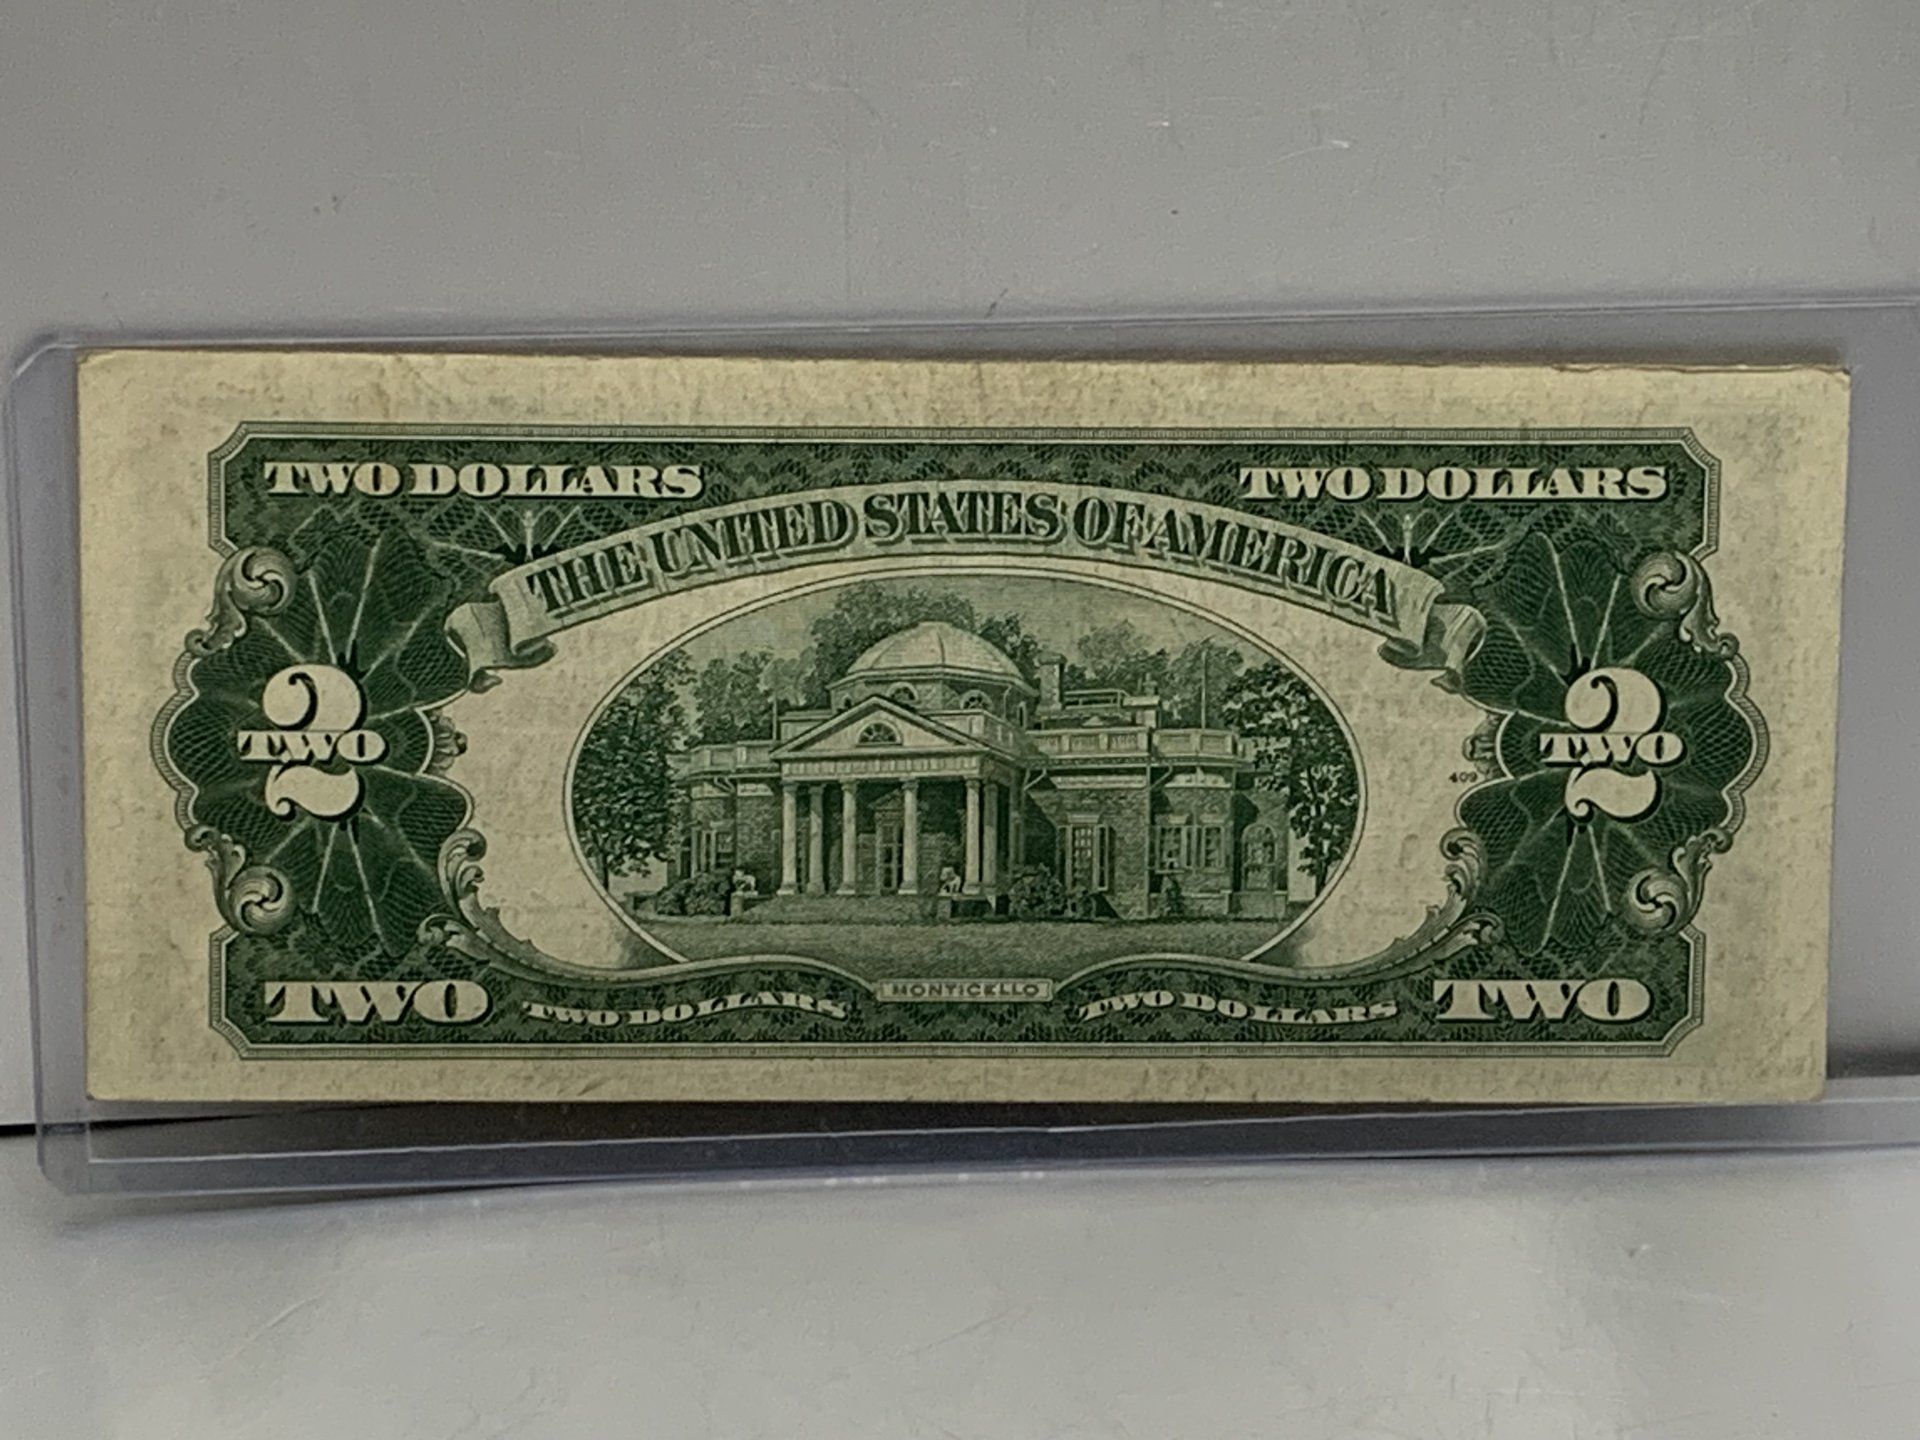 TWO DOLLARS TWO DOLLARS
THE UNITED STATES OF AMERICA
2 TWO 2 TWO
409
MONTICELLO
TWO TWO DOLLARS TWO DOLLARS TWO